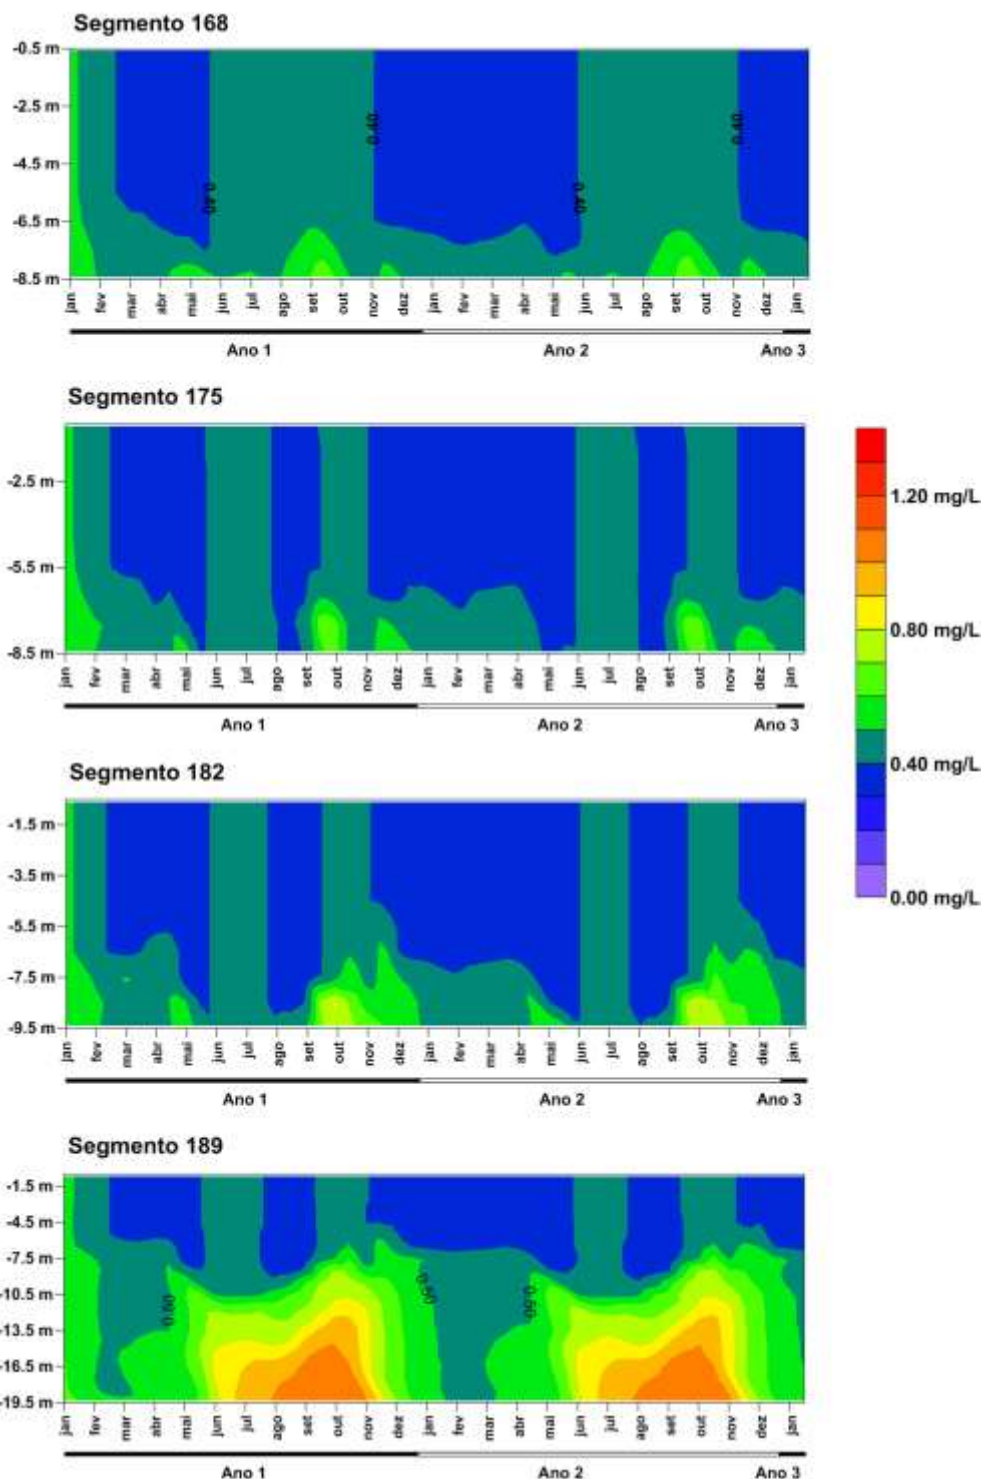 Segmento 168
-0.5 m
-2.5 m
-4.5 m
-6.5 m
-8.5 m
0.40
0.40
0.40
0.40
jan fev mar abr mai jun jul ago set out nov dez jan fev mar abr mai jun jul ago set out nov dez jan
Ano 1 Ano 2 Ano 3
Segmento 175
-2.5 m
-5.5 m
-8.5 m
jan fev mar abr mai jun jul ago set out nov dez jan fev mar abr mai jun jul ago set out nov dez jan
Ano 1 Ano 2 Ano 3
1.20 mg/L
0.80 mg/L
0.40 mg/L
0.00 mg/L
Segmento 182
-1.5 m
-3.5 m
-5.5 m
-7.5 m
-9.5 m
jan fev mar abr mai jun jul ago set out nov dez jan fev mar abr mai jun jul ago set out nov dez jan
Ano 1 Ano 2 Ano 3
Segmento 189
-1.5 m
-4.5 m
-7.5 m
-10.5 m
-13.5 m
-16.5 m
-19.5 m
0.50
0.50
0.50
jan fev mar abr mai jun jul ago set out nov dez jan fev mar abr mai jun jul ago set out nov dez jan
Ano 1 Ano 2 Ano 3